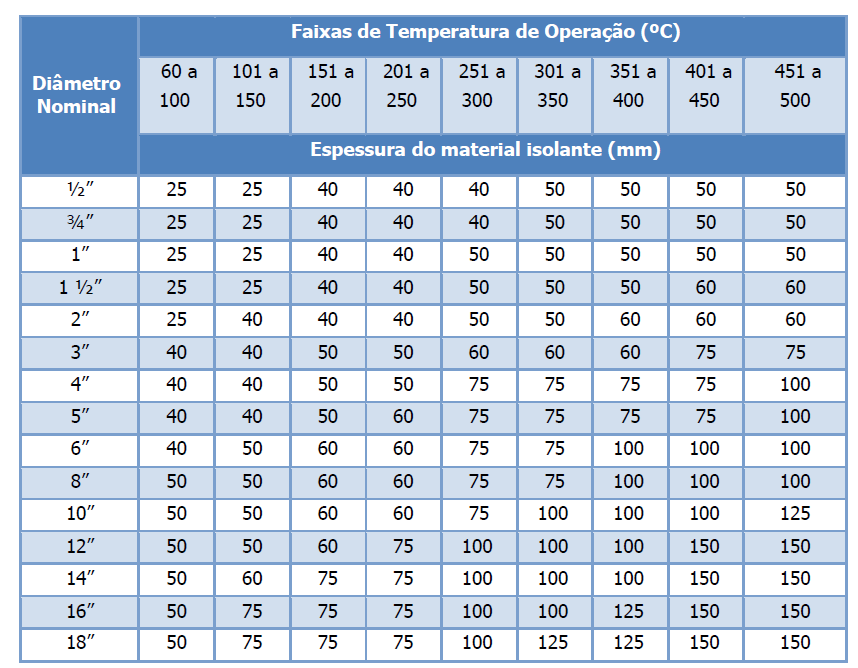 Diâmetro
Nominal
Faixas de Temperatura de Operação (ºC)
60 a 101 a 151 a 201 a 251 a 301 a 351 a 401 a 451 a
100 150 200 250 300 350 400 450 500
Espessura do material isolante (mm)
½” 25 25 40 40 40 50 50 50 50
¾” 25 25 40 40 40 50 50 50 50
1” 25 25 40 40 50 50 50 50 50
1 ½” 25 25 40 40 50 50 50 60 60
2” 25 40 40 40 50 50 60 60 60
3” 40 40 50 50 60 60 60 75 75
4” 40 40 50 50 75 75 75 75 100
5” 40 40 50 60 75 75 75 75 100
6” 40 50 60 60 75 75 100 100 100
8” 50 50 60 60 75 75 100 100 100
10” 50 50 60 60 75 100 100 100 125
12” 50 50 60 75 100 100 100 150 150
14” 50 60 75 75 100 100 100 150 150
16” 50 75 75 75 100 100 125 150 150
18” 50 75 75 75 100 125 125 150 150